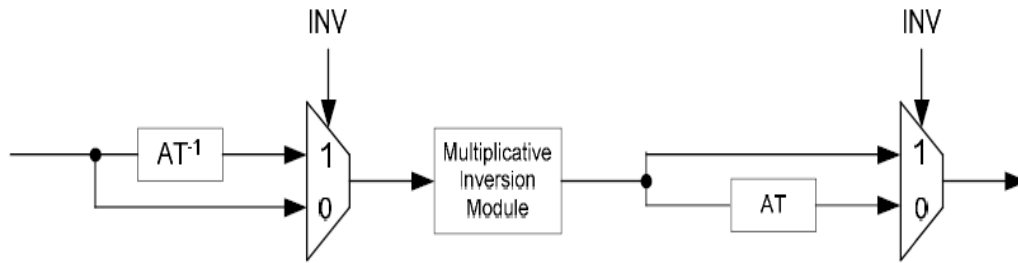 INV
INV
AT⁻¹
1
0
Multiplicative
Inversion
Module
AT
1
0